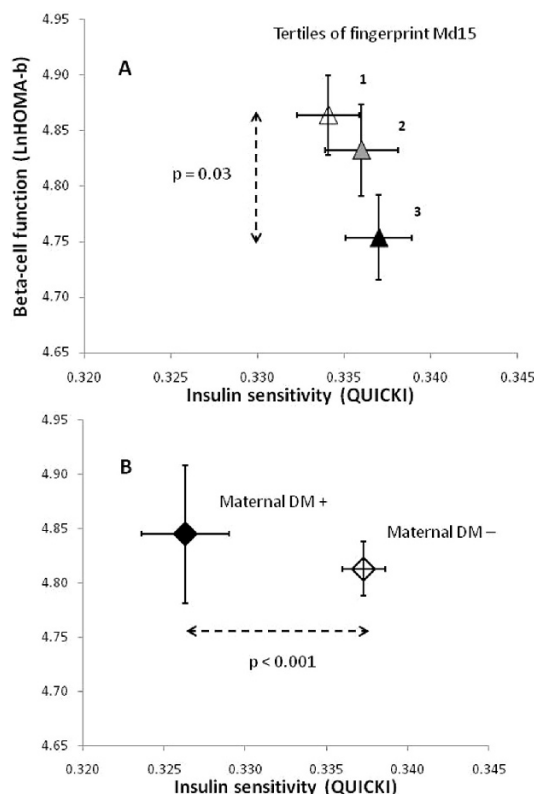 4.95
Tertiles of fingerprint Md15
A
1
4.90
2
4.85
p = 0.03
4.80
3
4.75
4.70
4.65
Beta-cell function (LnHOMA-b)
0.320 0.325 0.330 0.335 0.340 0.345
Insulin sensitivity (QUICKI)
4.95
B
4.90
Maternal DM +
Maternal DM –
4.85
4.80
4.75
p < 0.001
4.70
4.65
0.320 0.325 0.330 0.335 0.340 0.345
Insulin sensitivity (QUICKI)